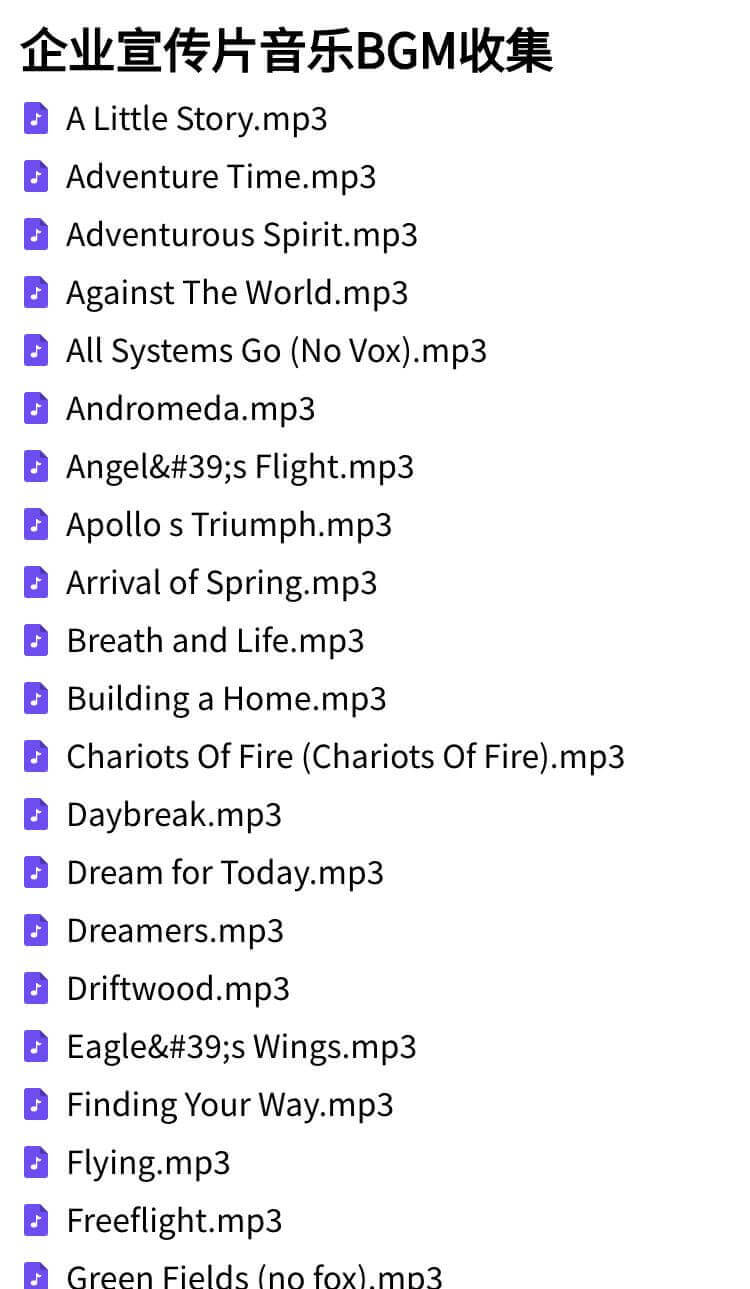 企业宣传片音乐BGM收集
A Little Story.mp3
Adventure Time.mp3
Adventurous Spirit.mp3
Against The World.mp3
All Systems Go (No Vox).mp3
Andromeda.mp3
Angel&#39;s Flight.mp3
Apollo s Triumph.mp3
Arrival of Spring.mp3
Breath and Life.mp3
Building a Home.mp3
Chariots Of Fire (Chariots Of Fire).mp3
Daybreak.mp3
Dream for Today.mp3
Dreamers.mp3
Driftwood.mp3
Eagle&#39;s Wings.mp3
Finding Your Way.mp3
Flying.mp3
Freeflight.mp3
Green Fields (no fox).mp3